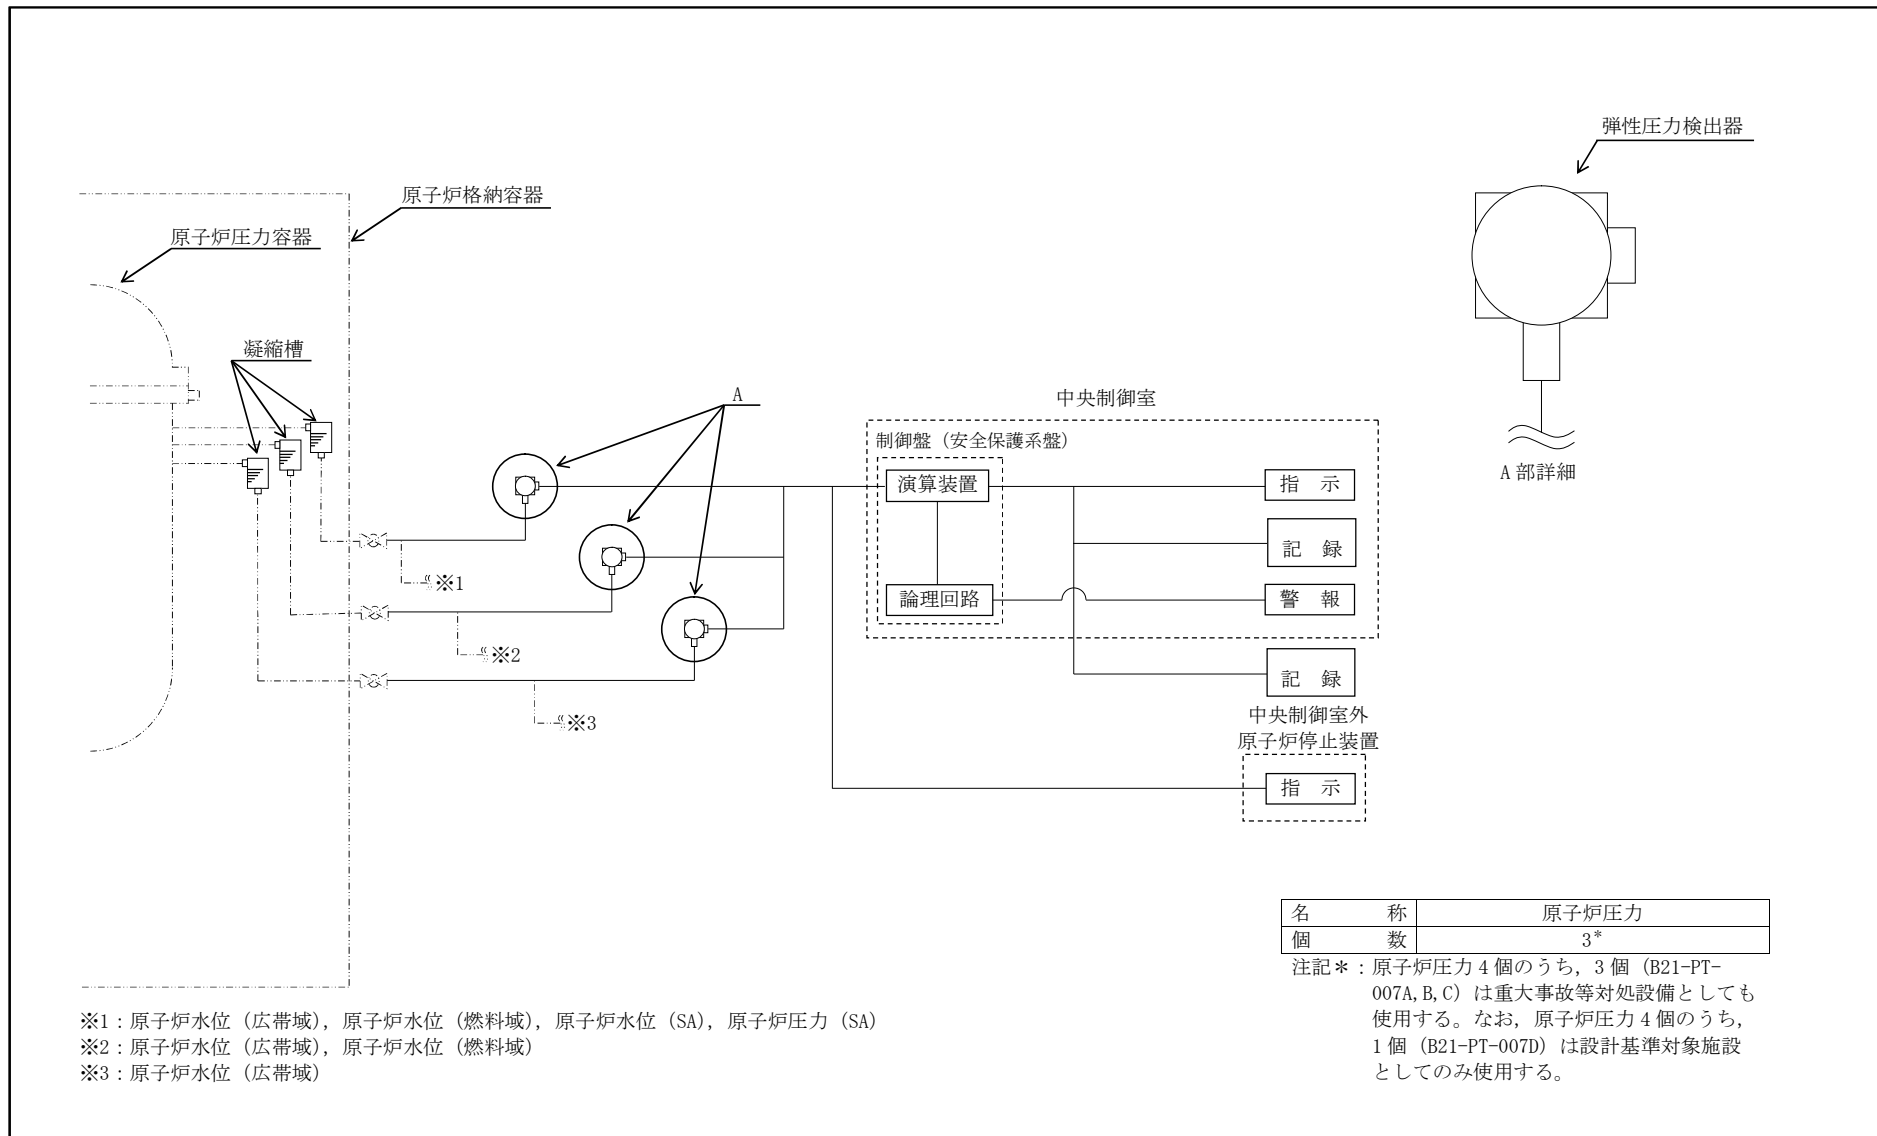 弾性圧力検出器
原子炉格納容器
原子炉圧力容器
凝縮槽
A
中央制御室
制御盤（安全保護系盤）
演算装置
指　示
A 部詳細
記　録
※1
論理回路
警　報
※2
記　録
※3
中央制御室外
原子炉停止装置
指　示
名　称 原子炉圧力
個　数 3*
注記＊：原子炉圧力 4 個のうち，3 個（B21-PT-
007A,B,C）は重大事故等対処設備としても
使用する。なお，原子炉圧力 4 個のうち，
1 個（B21-PT-007D）は設計基準対象施設
としてのみ使用する。
※1：原子炉水位（広帯域），原子炉水位（燃料域），原子炉水位（SA），原子炉圧力（SA）
※2：原子炉水位（広帯域），原子炉水位（燃料域）
※3：原子炉水位（広帯域）